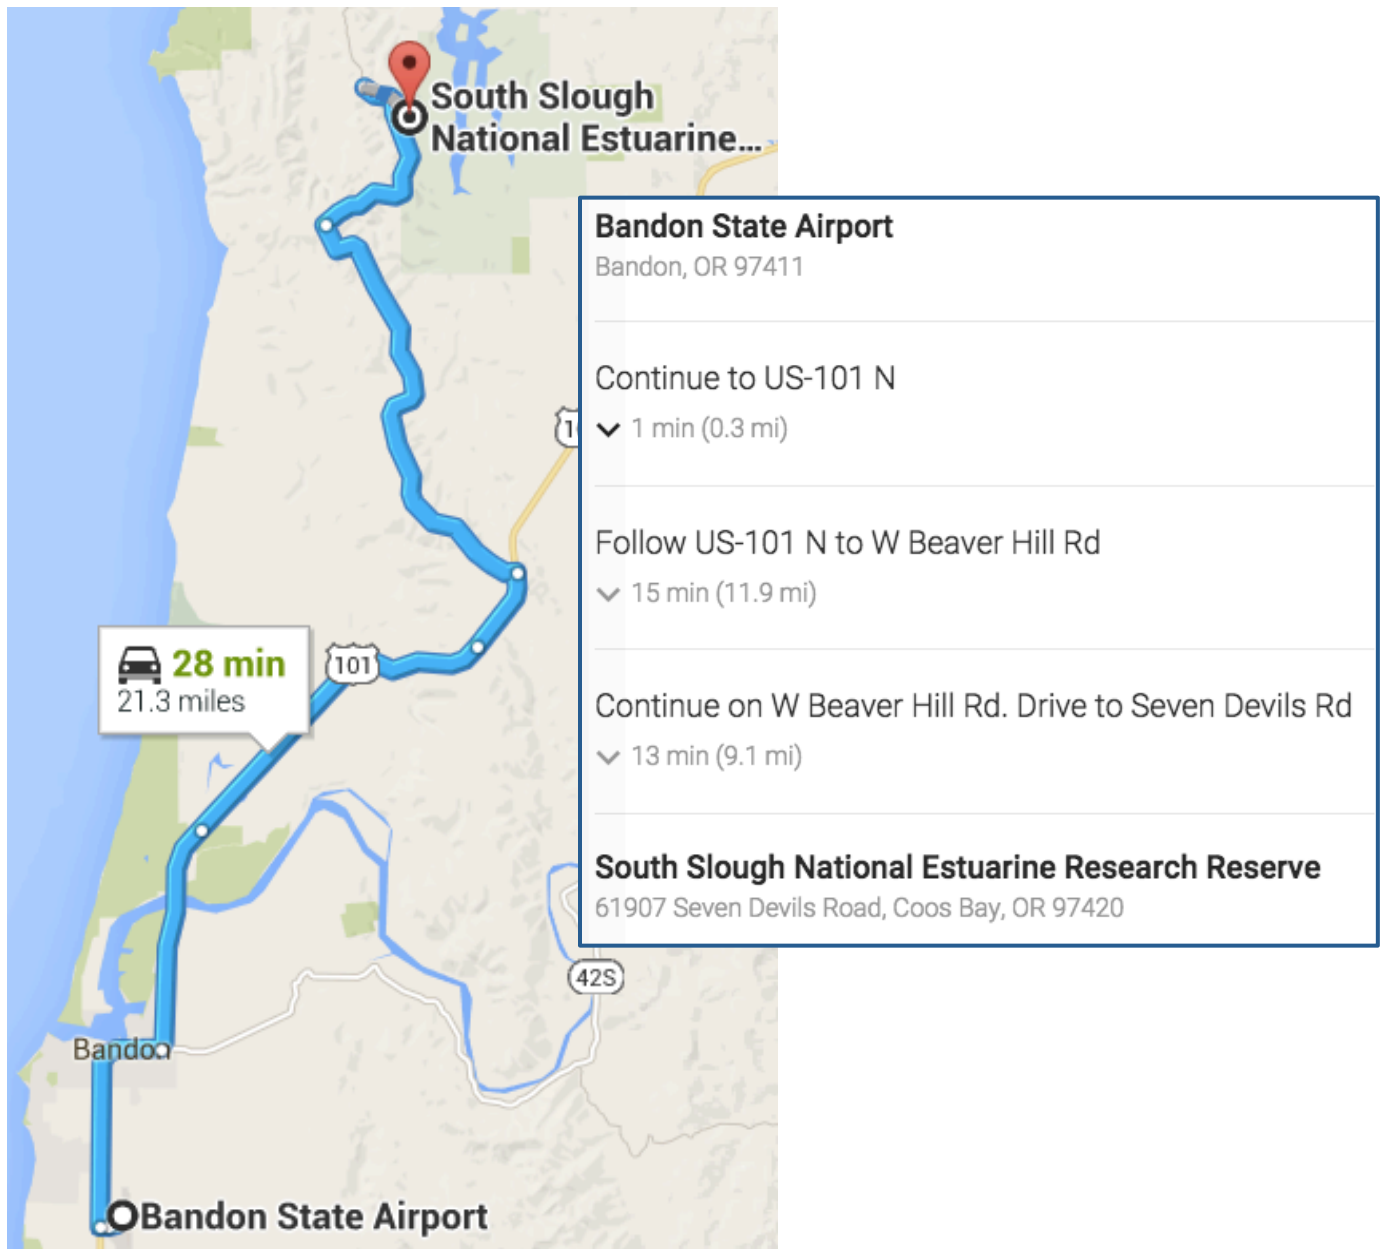 South Slough
National Estuarine...
Bandon State Airport
Bandon, OR 97411
Continue to US-101 N
1 min (0.3 mi)
Follow US-101 N to W Beaver Hill Rd
15 min (11.9 mi)
Continue on W Beaver Hill Rd. Drive to Seven Devils Rd
13 min (9.1 mi)
South Slough National Estuarine Research Reserve
61907 Seven Devils Road, Coos Bay, OR 97420
28 min
21.3 miles
101
42S
Bandon
Bandon State Airport